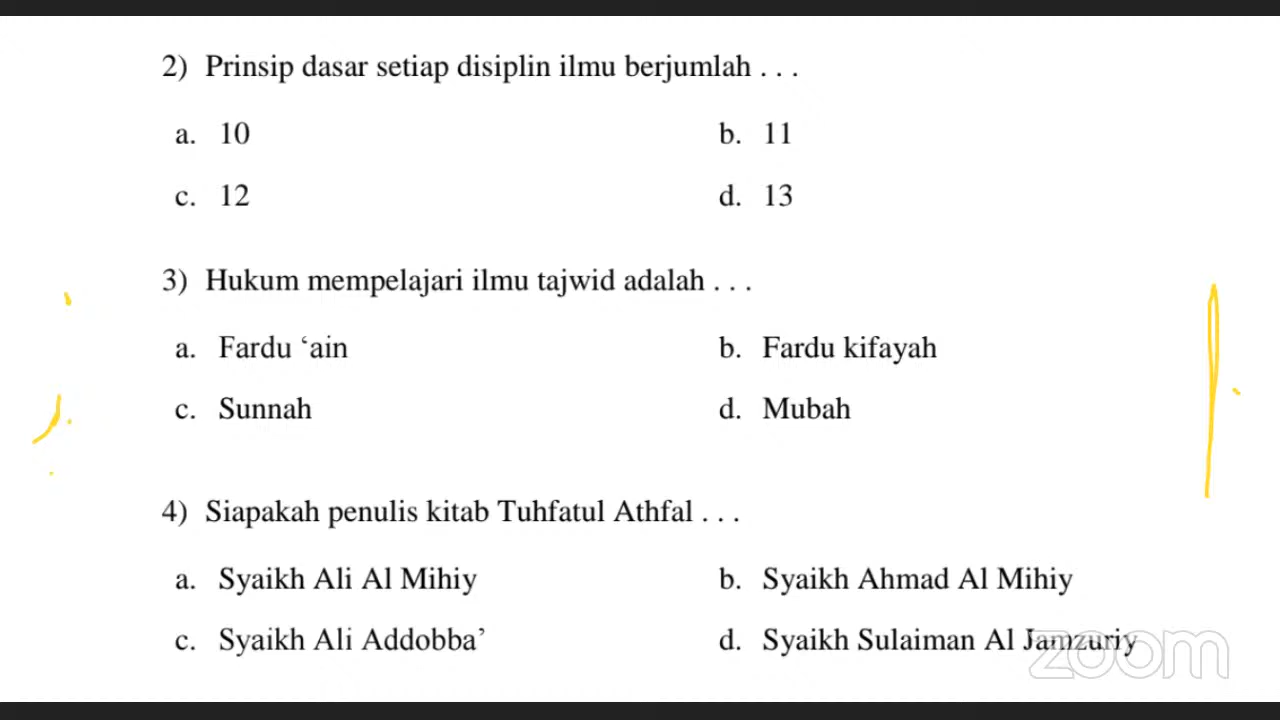 2) Prinsip dasar setiap disiplin ilmu berjumlah . . .
a. 10 b. 11
c. 12 d. 13
3) Hukum mempelajari ilmu tajwid adalah . . .
a. Fardu ‘ain b. Fardu kifayah
c. Sunnah d. Mubah
4) Siapakah penulis kitab Tuhfatul Athfal . . .
a. Syaikh Ali Al Mihiy b. Syaikh Ahmad Al Mihiy
c. Syaikh Ali Addobba’ d. Syaikh Sulaiman Al Jamzuriy
zoom